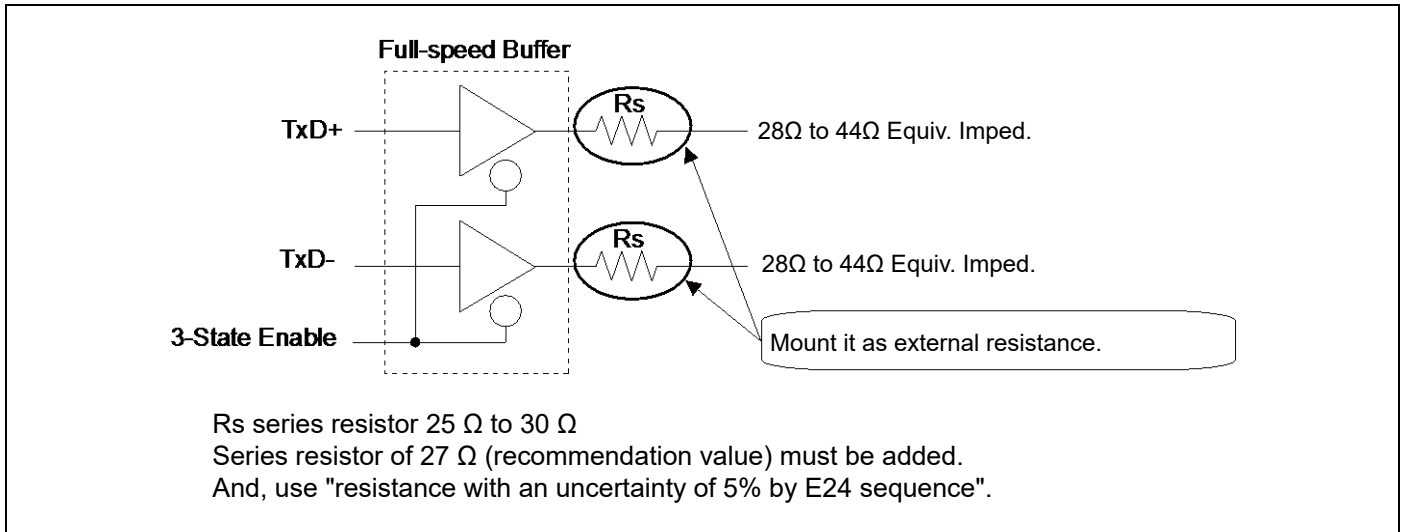 Full-speed Buffer
Rs
TxD+
28Ω to 44Ω Equiv. Imped.
Rs
TxD-
28Ω to 44Ω Equiv. Imped.
3-State Enable
Mount it as external resistance.
Rs series resistor 25 Ω to 30 Ω
Series resistor of 27 Ω (recommendation value) must be added.
And, use "resistance with an uncertainty of 5% by E24 sequence".